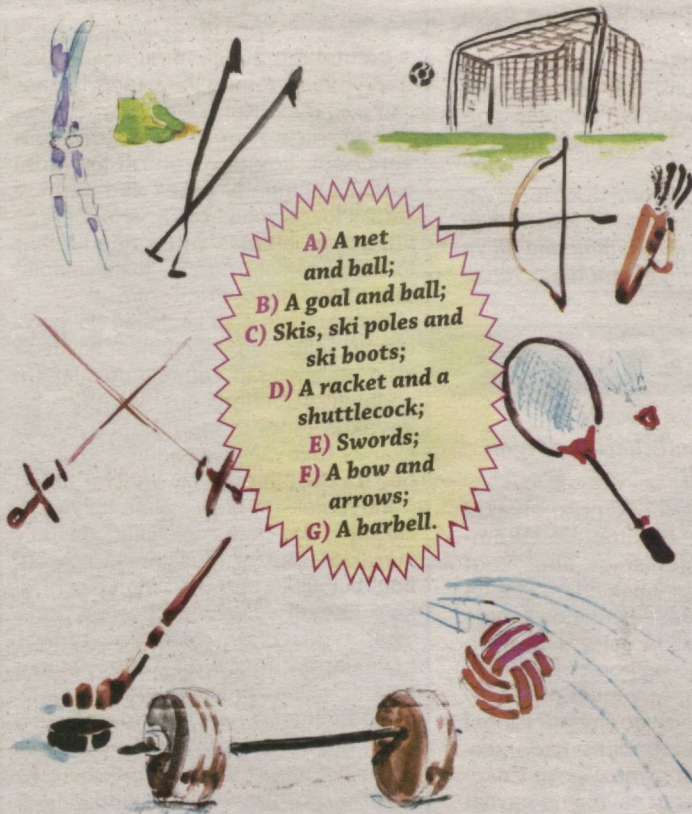 A) A net
and ball;
B) A goal and ball;
C) Skis, ski poles and
ski boots;
D) A racket and a
shuttlecock;
E) Swords;
F) A bow and
arrows;
G) A barbell.